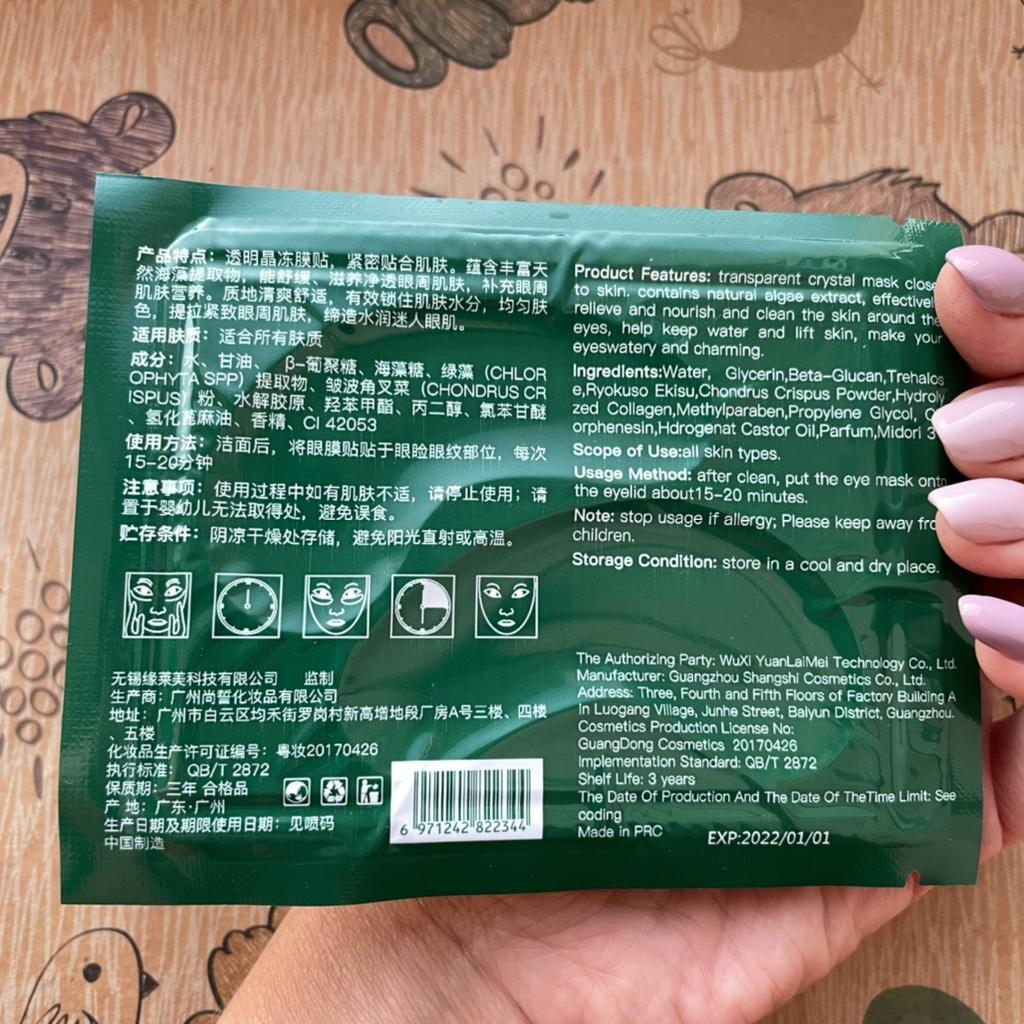 产品特点：透明晶冻膜贴，紧密贴合肌肤。蕴含丰富天
然海藻提取物，能舒缓、滋养净透眼周肌肤，补充眼周
肌肤营养。质地清爽舒适，有效锁住肌肤水分，均匀肤
色，提拉紧致眼周肌肤，缔造水润迷人眼肌。
适用肤质：适合所有肤质
成分：水、甘油、 β-葡聚糖、海藻糖、绿藻（CHLOR
OPHYTA SPP）提取物、皱波角叉菜（CHONDRUS CR
ISPUS）粉、水解胶原、羟苯甲酯、丙二醇、氯苯甘醚
、氢化蓖麻油、香精、CI 42053
使用方法：洁面后，将眼膜贴贴于眼睑眼纹部位，每次
15-20分钟
注意事项：使用过程中如有肌肤不适，请停止使用；请
置于婴幼儿无法取得处，避免误食。
贮存条件：阴凉干燥处存储，避免阳光直射或高温。
无锡缘莱美科技有限公司 监制
生产商：广州尚誓化妆品有限公司
地址：广州市白云区均禾街罗岗村新高增地段厂房A号三楼、四楼
、五楼
化妆品生产许可证编号：粤妆20170426
执行标准： QB/T 2872
保质期：三年 合格品
产 地：广东·广州
生产日期及期限使用日期：见喷码
中国制造
6 971242 822344
Product Features: transparent crystal mask close
to skin. contains natural algae extract, effectivel
relieve and nourish and clean the skin around the
eyes, help keep water and lift skin, make your
eyeswatery and charming.
Ingredients:Water, Glycerin,Beta-Glucan,Trehalos
e,Ryokuso Ekisu,Chondrus Crispus Powder,Hydroly
zed Collagen,Methylparaben,Propylene Glycol,
orphenesin,Hdrogenat Castor Oil,Parfum,Midori 3
Scope of Use:all skin types.
Usage Method: after clean, put the eye mask onto
the eyelid about15-20 minutes.
Note: stop usage if allergy; Please keep away fro
children.
Storage Condition: store in a cool and dry place.
The Authorizing Party: WuXi YuanLaiMei Technology Co., Ltd.
Manufacturer: Guangzhou Shangshi Cosmetics Co., Ltd.
Address: Three, Fourth and Fifth Floors of Factory Building A
in Luogang Village, Junhe Street, Baiyun District, Guangzhou.
Cosmetics Production License No:
GuangDong Cosmetics 20170426
Implementation Standard: QB/T 2872
Shelf Life: 3 years
The Date Of Production And The Date Of TheTime Limit: See
coding
Made in PRC
EXP:2022/01/01